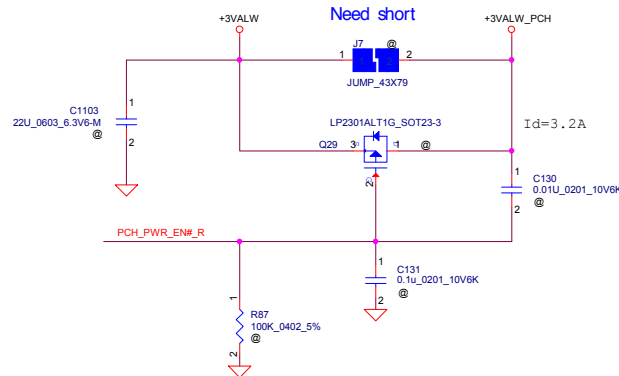 Need short
+3VALW
+3VALW_PCH
J7
@
1
1
2
2
JUMP_43X79
C1103
22U_0603_6.3V6-M
@
1
2
LP2301ALT1G_SOT23-3
Q29
3
1
@
2
Id=3.2A
C130
0.01U_0201_10V6K
@
1
2
PCH_PWR_EN#_R
C131
0.1u_0201_10V6K
@
1
2
R87
100K_0402_5%
@
1
2